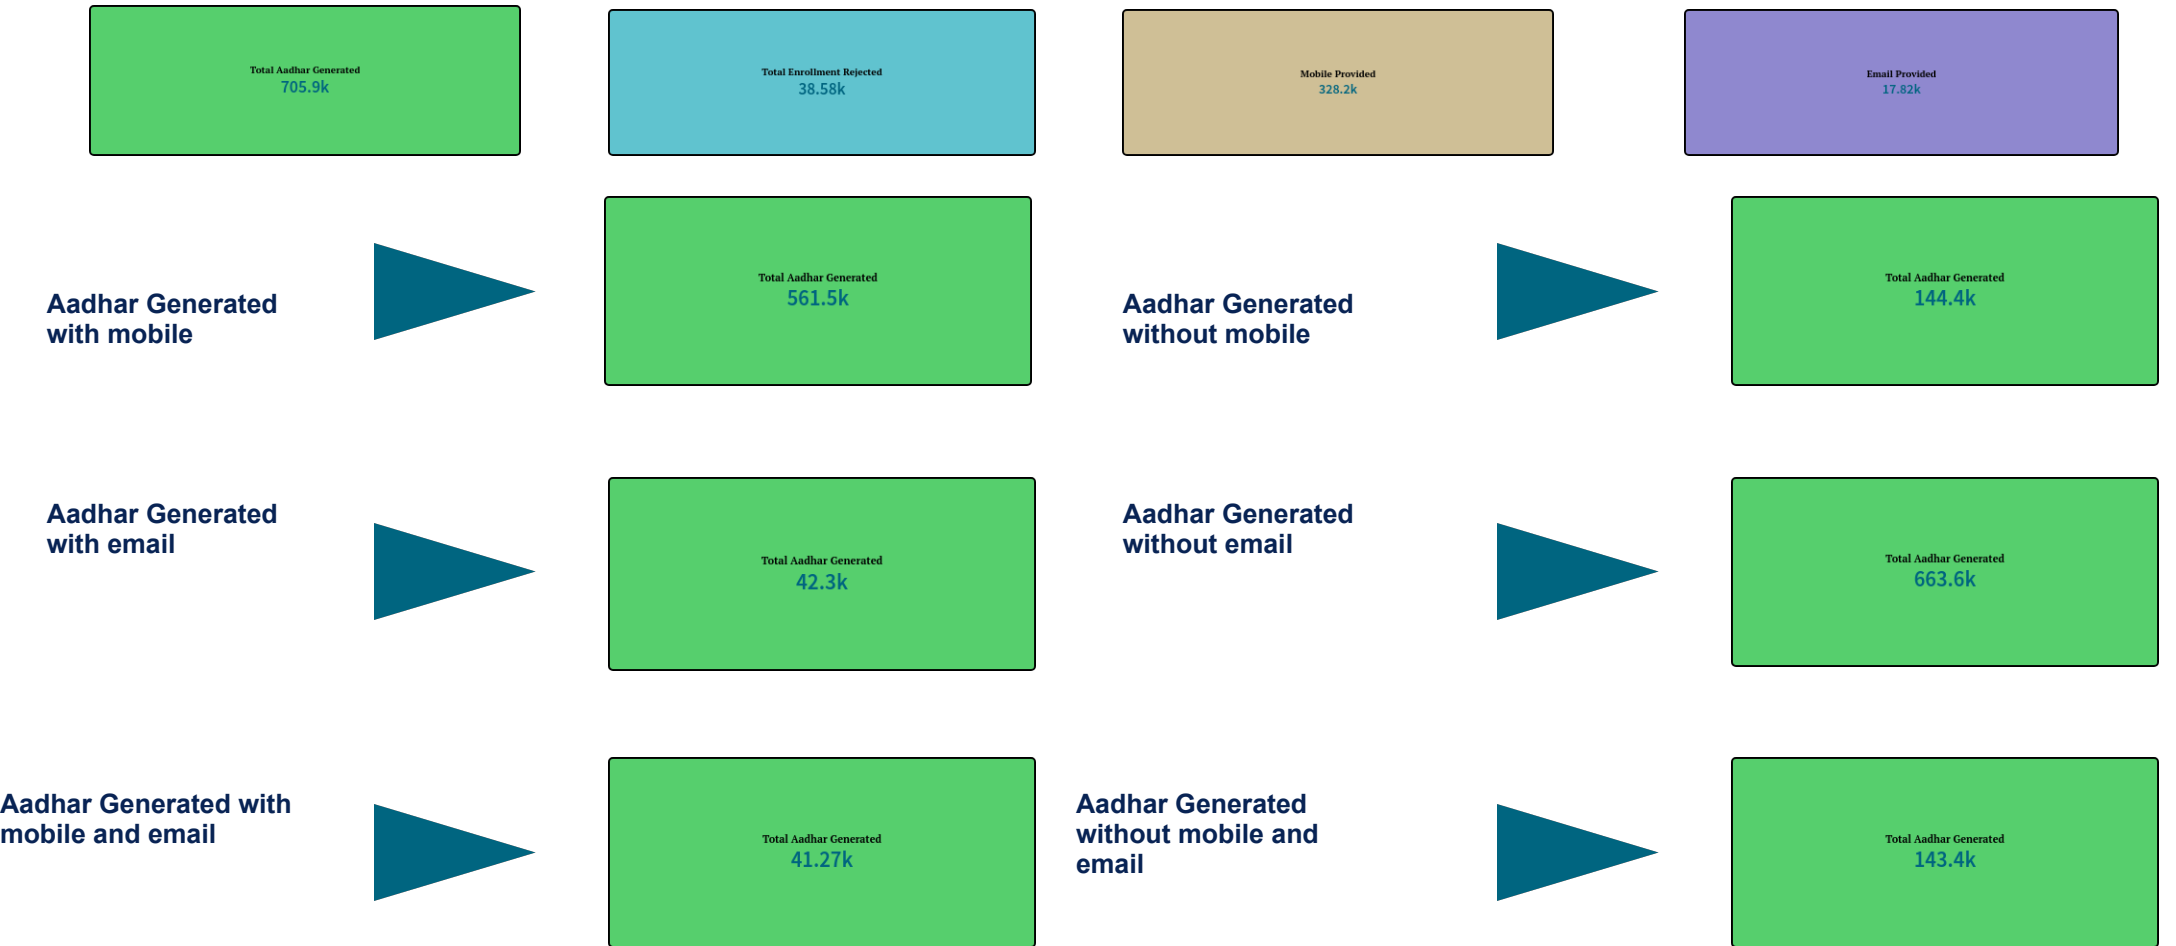 Total Aadhar Generated
705.9k
Total Enrollment Rejected
38.58k
Mobile Provided
328.2k
Email Provided
17.82k
Aadhar Generated
with mobile
Total Aadhar Generated
561.5k
Aadhar Generated
without mobile
Total Aadhar Generated
144.4k
Aadhar Generated
with email
Total Aadhar Generated
42.3k
Aadhar Generated
without email
Total Aadhar Generated
663.6k
Aadhar Generated with
mobile and email
Total Aadhar Generated
41.27k
Aadhar Generated
without mobile and
email
Total Aadhar Generated
143.4k